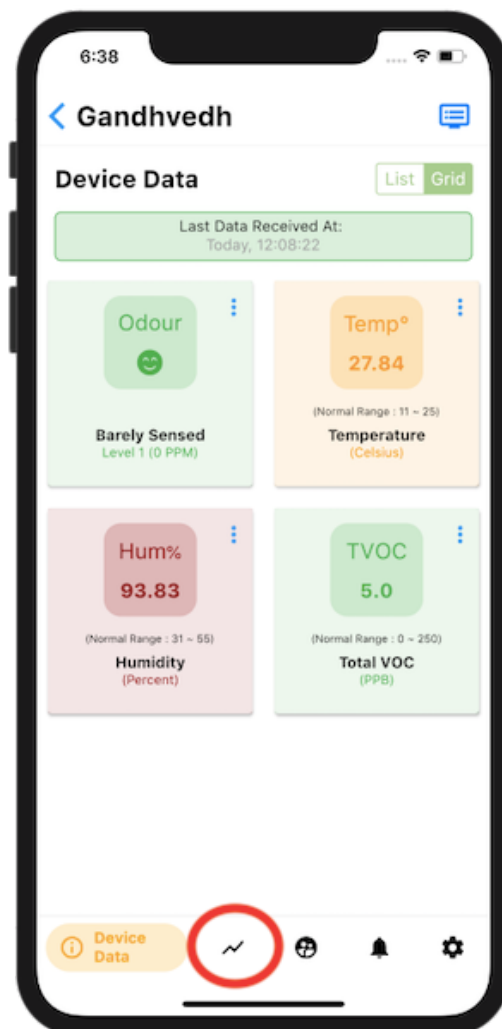 6:38
Gandhvedh
Device Data
List Grid
Last Data Received At:
Today, 12:08:22
Odour
Barely Sensed
Level 1 (0 PPM)
Temp°
27.84
(Normal Range : 11 ~ 25)
Temperature
(Celsius)
Hum%
93.83
(Normal Range : 31 ~ 55)
Humidity
(Percent)
TVOC
5.0
(Normal Range : 0 ~ 250)
Total VOC
(PPB)
Device
Data